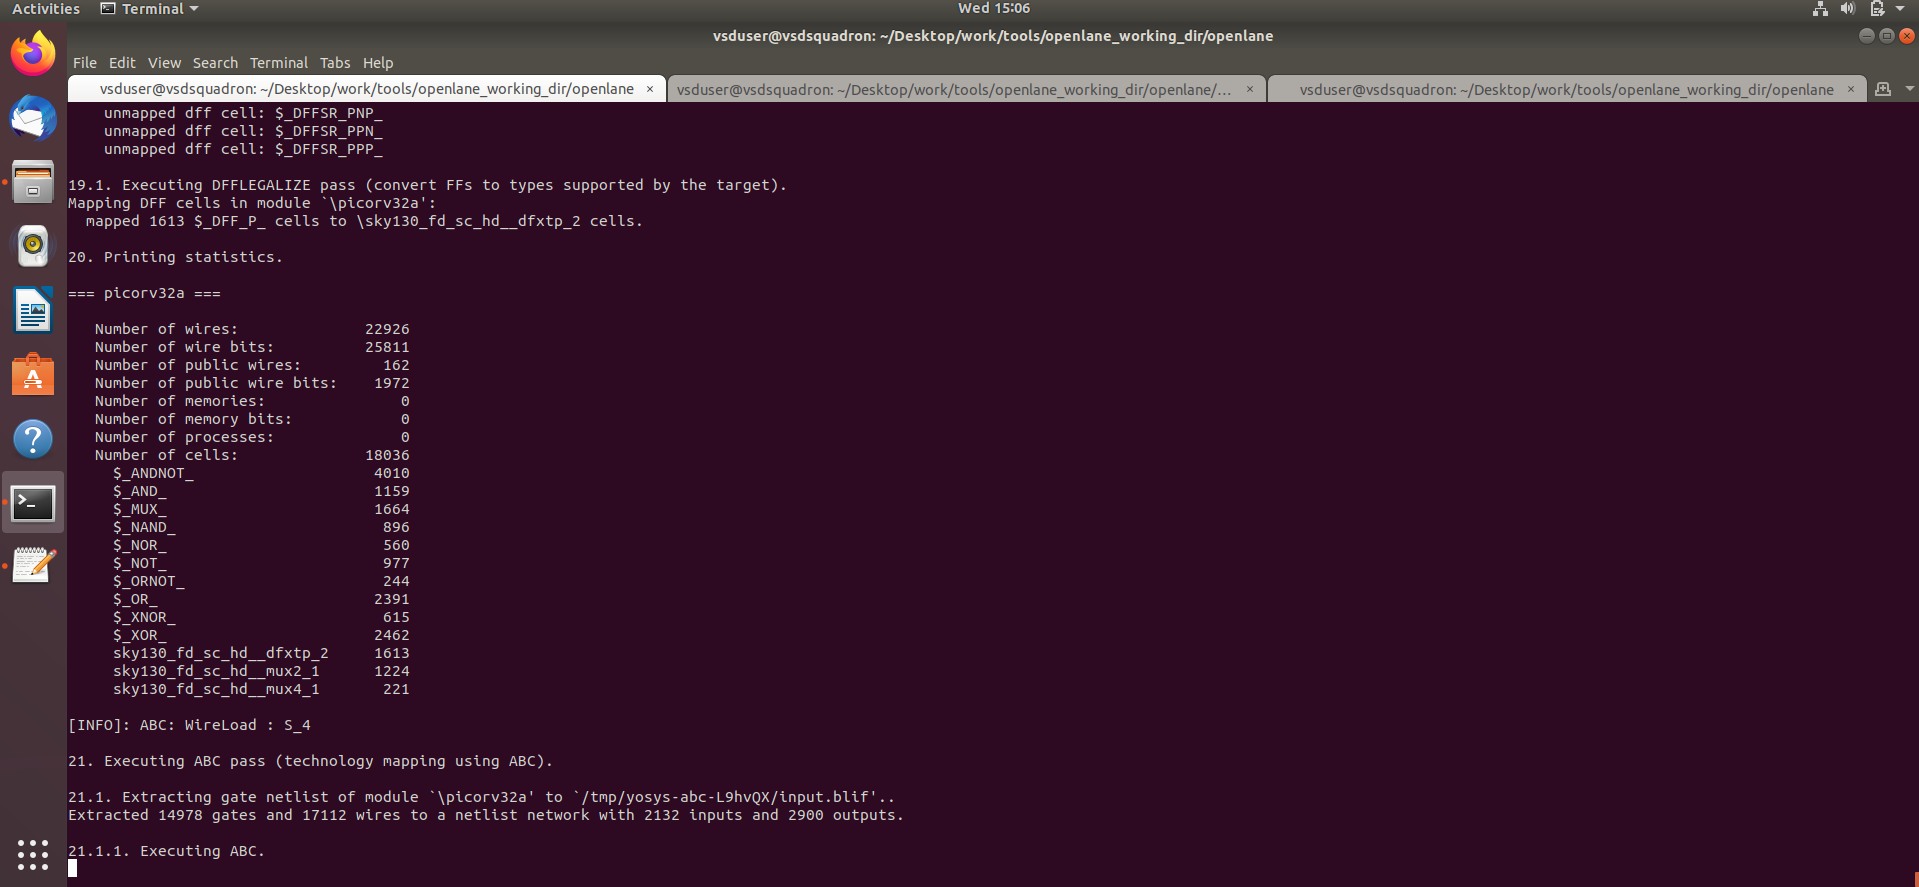 Activities Terminal Wed 15:06
vsduser@vsdsquadron: ~/Desktop/work/tools/openlane_working_dir/openlane
File Edit View Search Terminal Tabs Help
vsduser@vsdsquadron: ~/Desktop/work/tools/openlane_working_dir/openlane × vsduser@vsdsquadron: ~/Desktop/work/tools/openlane_working_dir/openlane/... × vsduser@vsdsquadron: ~/Desktop/work/tools/openlane_working_dir/openlane ×
unmapped dff cell: $_DFFSR_PNP_
unmapped dff cell: $_DFFSR_PPN_
unmapped dff cell: $_DFFSR_PPP_
19.1. Executing DFFLEGALIZE pass (convert FFs to types supported by the target).
Mapping DFF cells in module `\picorv32a':
mapped 1613 $_DFF_P_ cells to \sky130_fd_sc_hd__dfxtp_2 cells.
20. Printing statistics.
=== picorv32a ===
Number of wires: 22926
Number of wire bits: 25811
Number of public wires: 162
Number of public wire bits: 1972
Number of memories: 0
Number of memory bits: 0
Number of processes: 0
Number of cells: 18036
$_ANDNOT_ 4010
$_AND_ 1159
$_MUX_ 1664
$_NAND_ 896
$_NOR_ 560
$_NOT_ 977
$_ORNOT_ 244
$_OR_ 2391
$_XNOR_ 615
$_XOR_ 2462
sky130_fd_sc_hd__dfxtp_2 1613
sky130_fd_sc_hd__mux2_1 1224
sky130_fd_sc_hd__mux4_1 221
[INFO]: ABC: WireLoad : S_4
21. Executing ABC pass (technology mapping using ABC).
21.1. Extracting gate netlist of module `\picorv32a' to `/tmp/yosys-abc-L9hvQX/input.blif'..
Extracted 14978 gates and 17112 wires to a netlist network with 2132 inputs and 2900 outputs.
21.1.1. Executing ABC.